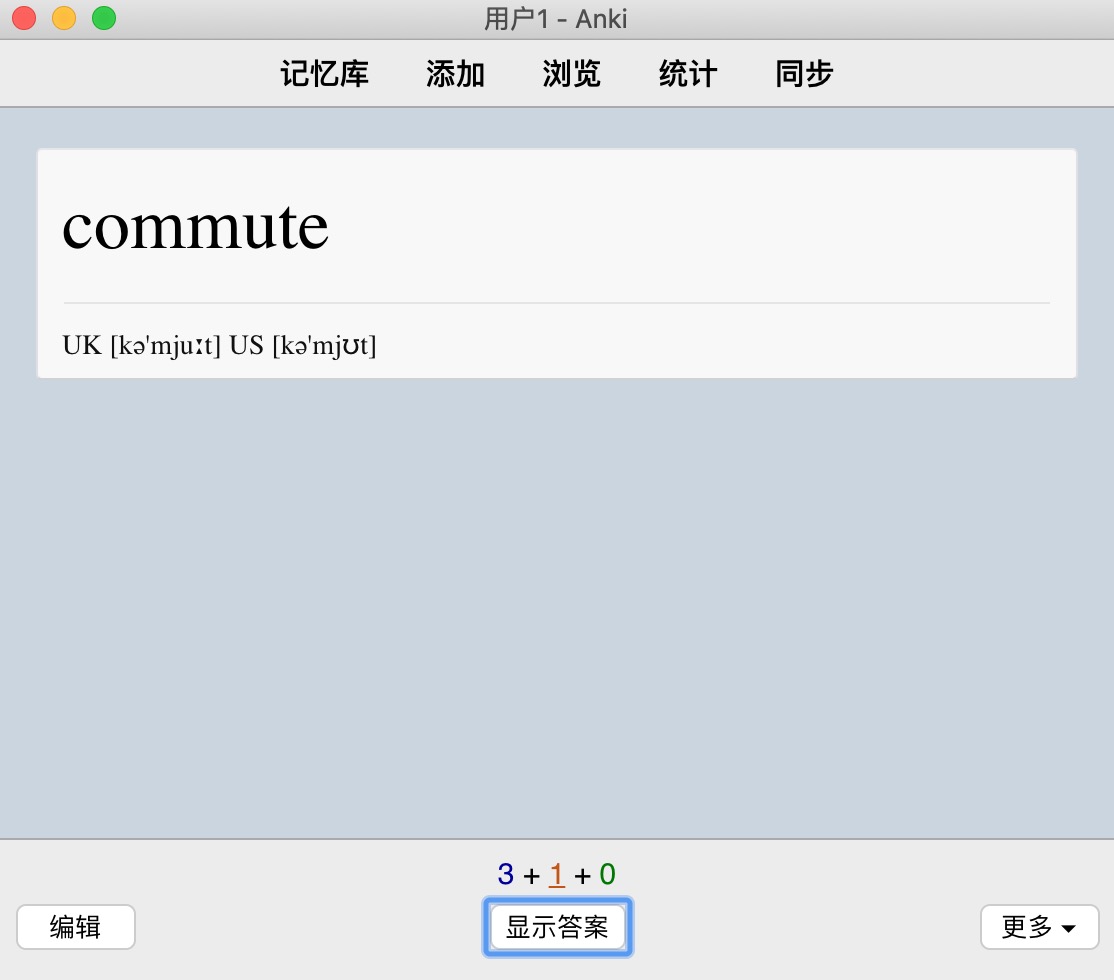 用户1 - Anki
记忆库 添加 浏览 统计 同步
commute
UK [kə'mjuːt] US [kə'mjʊt]
3 + 1 + 0
编辑 显示答案 更多